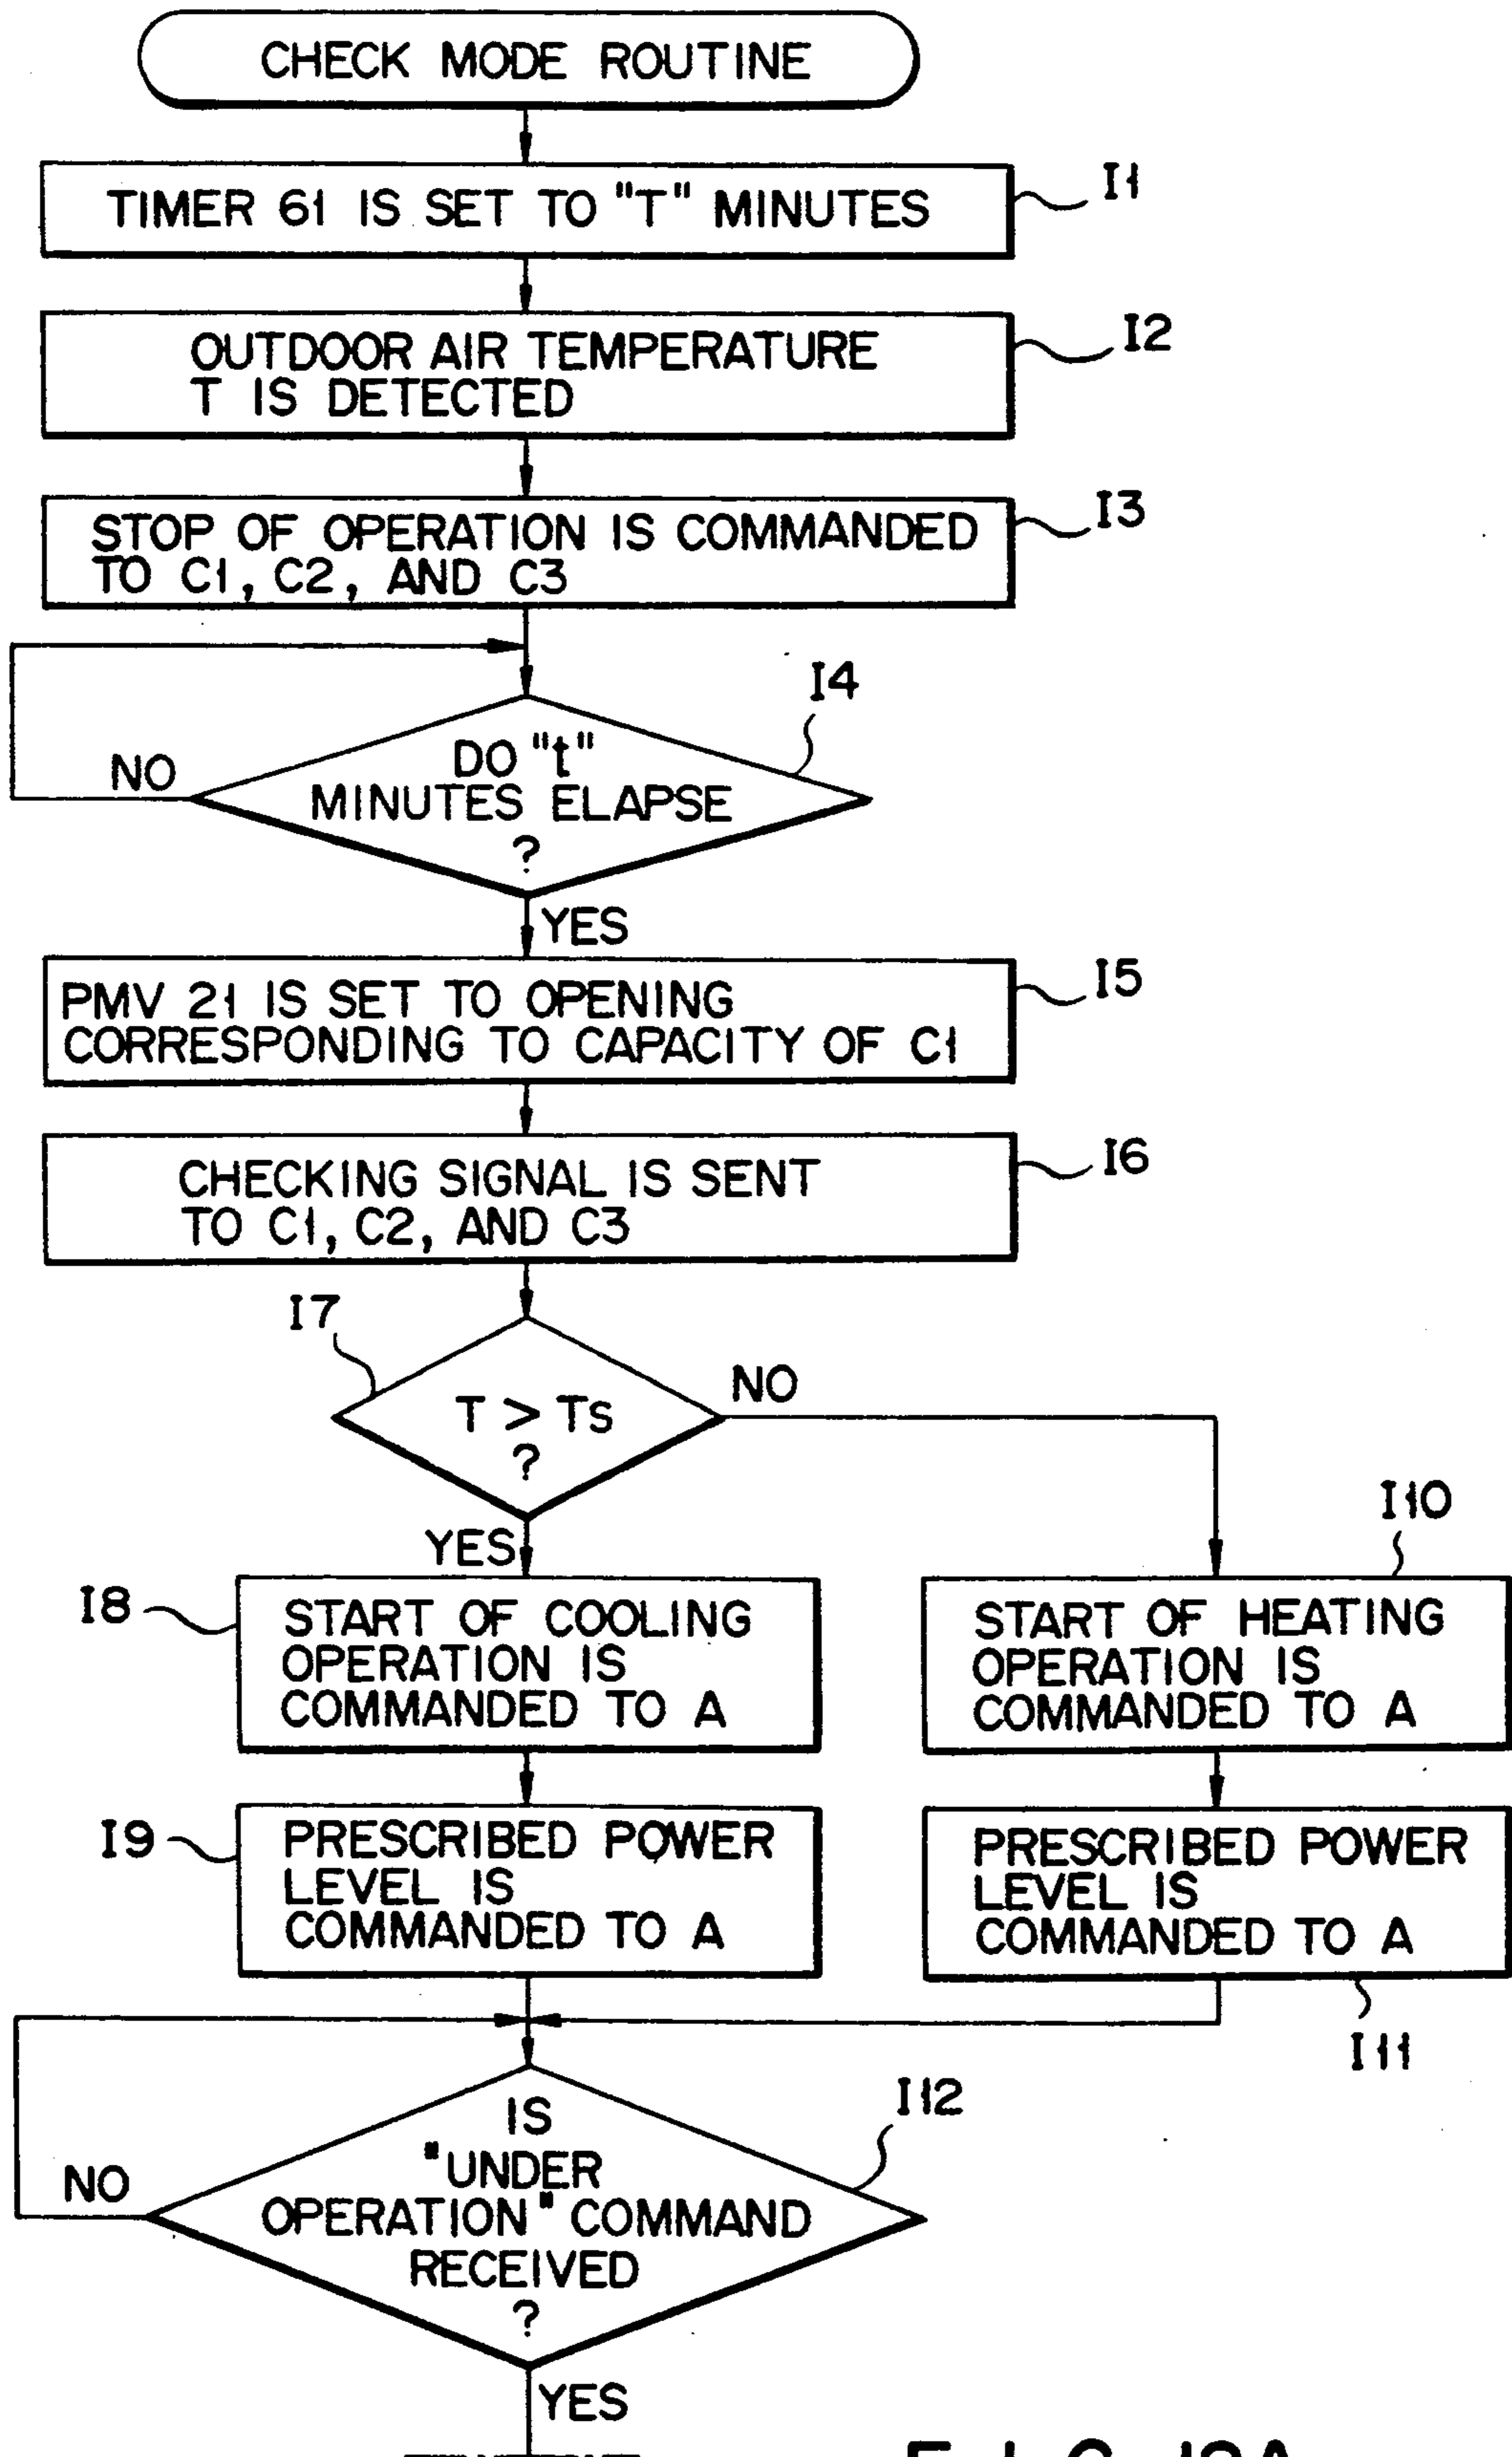 CHECK MODE ROUTINE
TIMER 61 IS SET TO "T" MINUTES
I1
OUTDOOR AIR TEMPERATURE
T IS DETECTED
I2
STOP OF OPERATION IS COMMANDED
TO C1, C2, AND C3
I3
I4
DO "t"
MINUTES ELAPSE
?
NO
YES
PMV 21 IS SET TO OPENING
CORRESPONDING TO CAPACITY OF C1
I5
CHECKING SIGNAL IS SENT
TO C1, C2, AND C3
I6
I7
T > Ts
?
NO
YES
I8
START OF COOLING
OPERATION IS
COMMANDED TO A
I10
START OF HEATING
OPERATION IS
COMMANDED TO A
I9
PRESCRIBED POWER
LEVEL IS
COMMANDED TO A
PRESCRIBED POWER
LEVEL IS
COMMANDED TO A
I11
I12
IS
"UNDER
OPERATION" COMMAND
RECEIVED
?
NO
YES